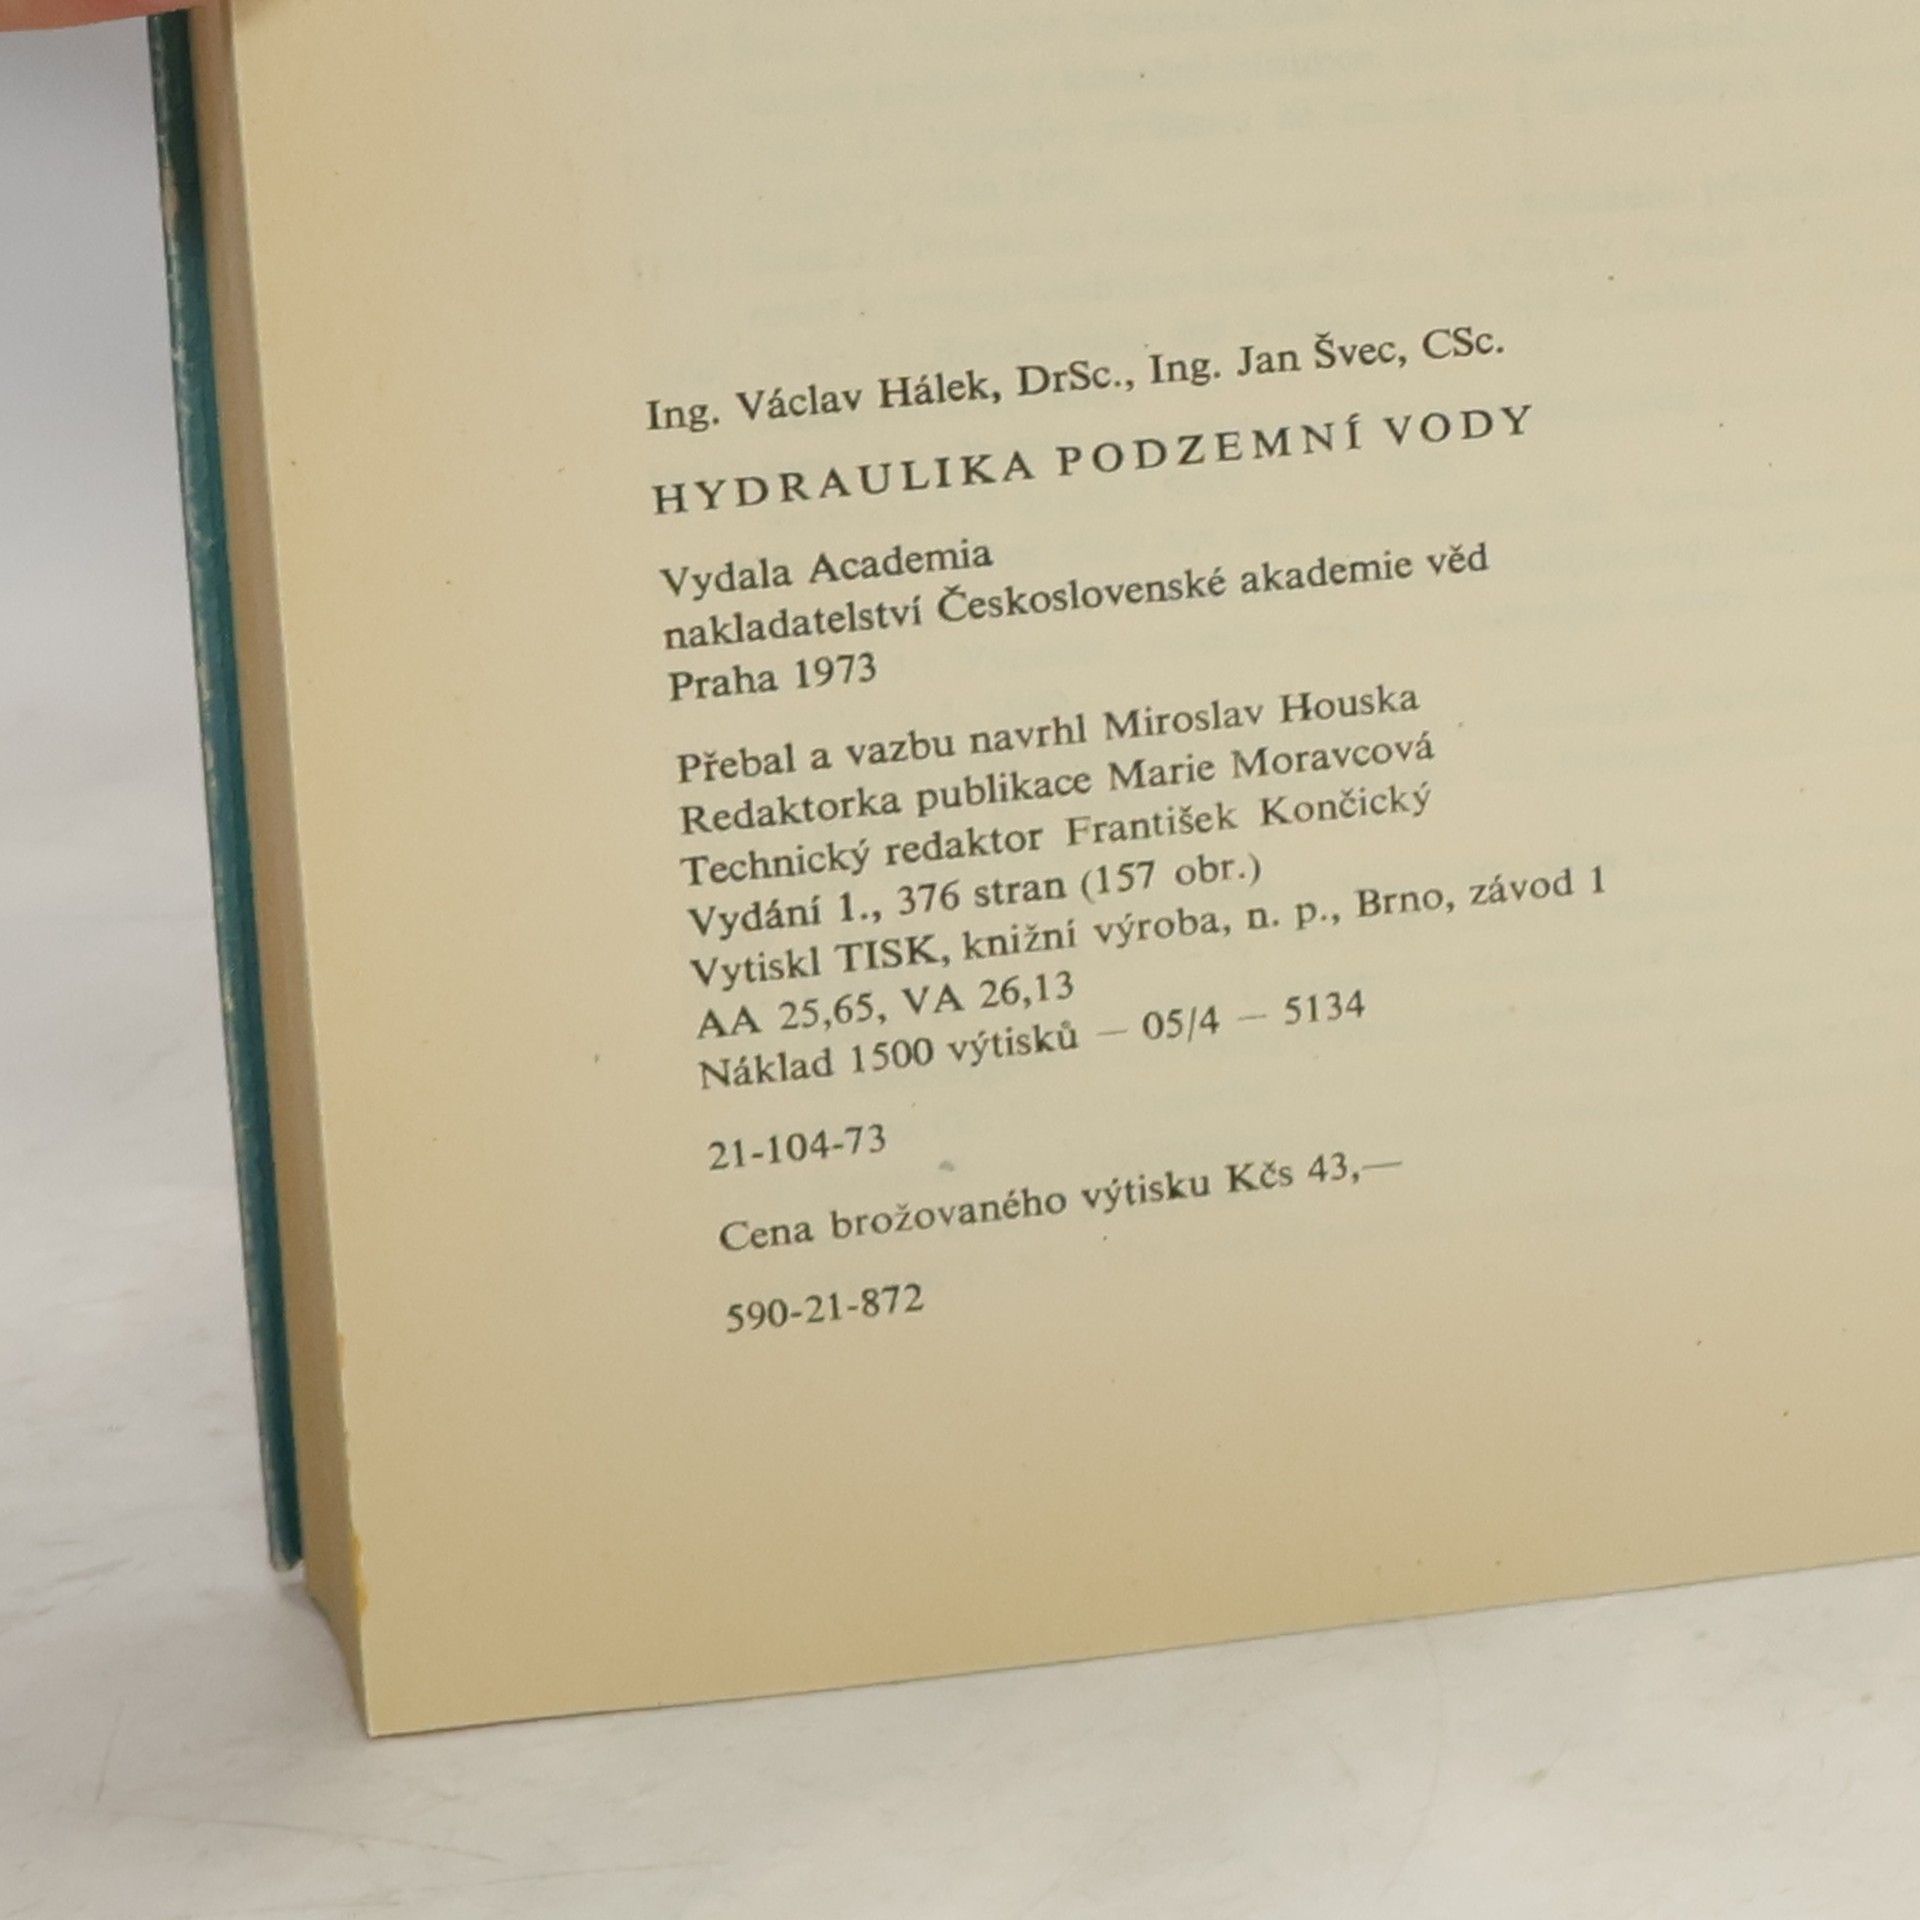 Ing. Václav Hálek, DrSc., Ing. Jan Švec, CSc.
HYDRAULIKA PODZEMNÍ VODY
Vydala Academia
nakladatelství Československé akademie věd
Praha 1973
Přebal a vazbu navrhl Miroslav Houska
Redaktorka publikace Marie Moravcová
Technický redaktor František Končický
Vydání 1., 376 stran (157 obr.)
Vytiskl TISK, knižní výroba, n. p., Brno, závod 1
AA 25,65, VA 26,13
Náklad 1500 výtisků — 05/4 — 5134
21-104-73
Cena brožovaného výtisku Kčs 43,—
590-21-872